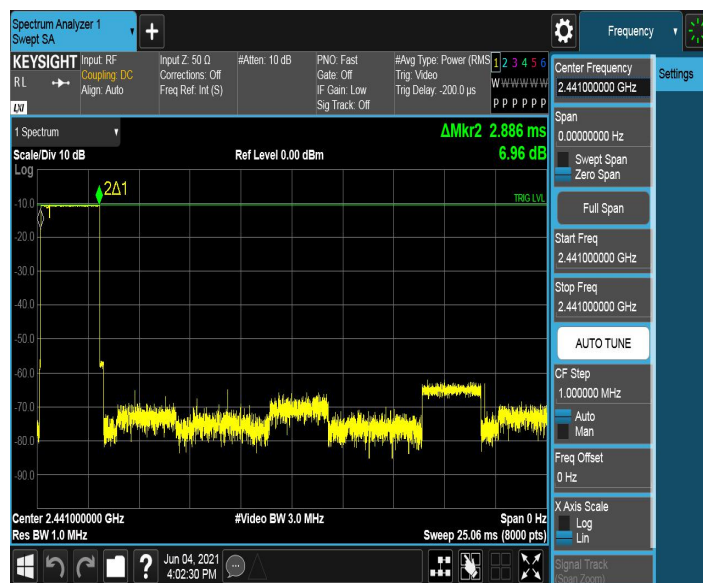 Spectrum Analyzer 1
Swept SA
+
Frequency
KEYSIGHT
Input: RF
Coupling: DC
Align: Auto
Input Z: 50 Ω
Corrections: Off
Freq Ref: Int (S)
#Atten: 10 dB
PNO: Fast
Gate: Off
IF Gain: Low
Sig Track: Off
#Avg Type: Power (RMS
Trig: Video
Trig Delay: -200.0 µs
1 2 3 4 5 6
W W W W W W
P P P P P P
R L
LXI
1 Spectrum
Scale/Div 10 dB
Ref Level 0.00 dBm
ΔMkr2 2.886 ms
6.96 dB
Log
2Δ1
TRIG LVL
-10.0
-20.0
-30.0
-40.0
-50.0
-60.0
-70.0
-80.0
-90.0
Center 2.441000000 GHz
#Video BW 3.0 MHz
Span 0 Hz
Res BW 1.0 MHz
Sweep 25.06 ms (8000 pts)
Center Frequency
2.441000000 GHz
Settings
Span
0.00000000 Hz
Swept Span
Zero Span
Full Span
Start Freq
2.441000000 GHz
Stop Freq
2.441000000 GHz
AUTO TUNE
CF Step
1.000000 MHz
Auto
Man
Freq Offset
0 Hz
X Axis Scale
Log
Lin
Signal Track
(Span Zoom)
?
Jun 04, 2021
4:02:30 PM